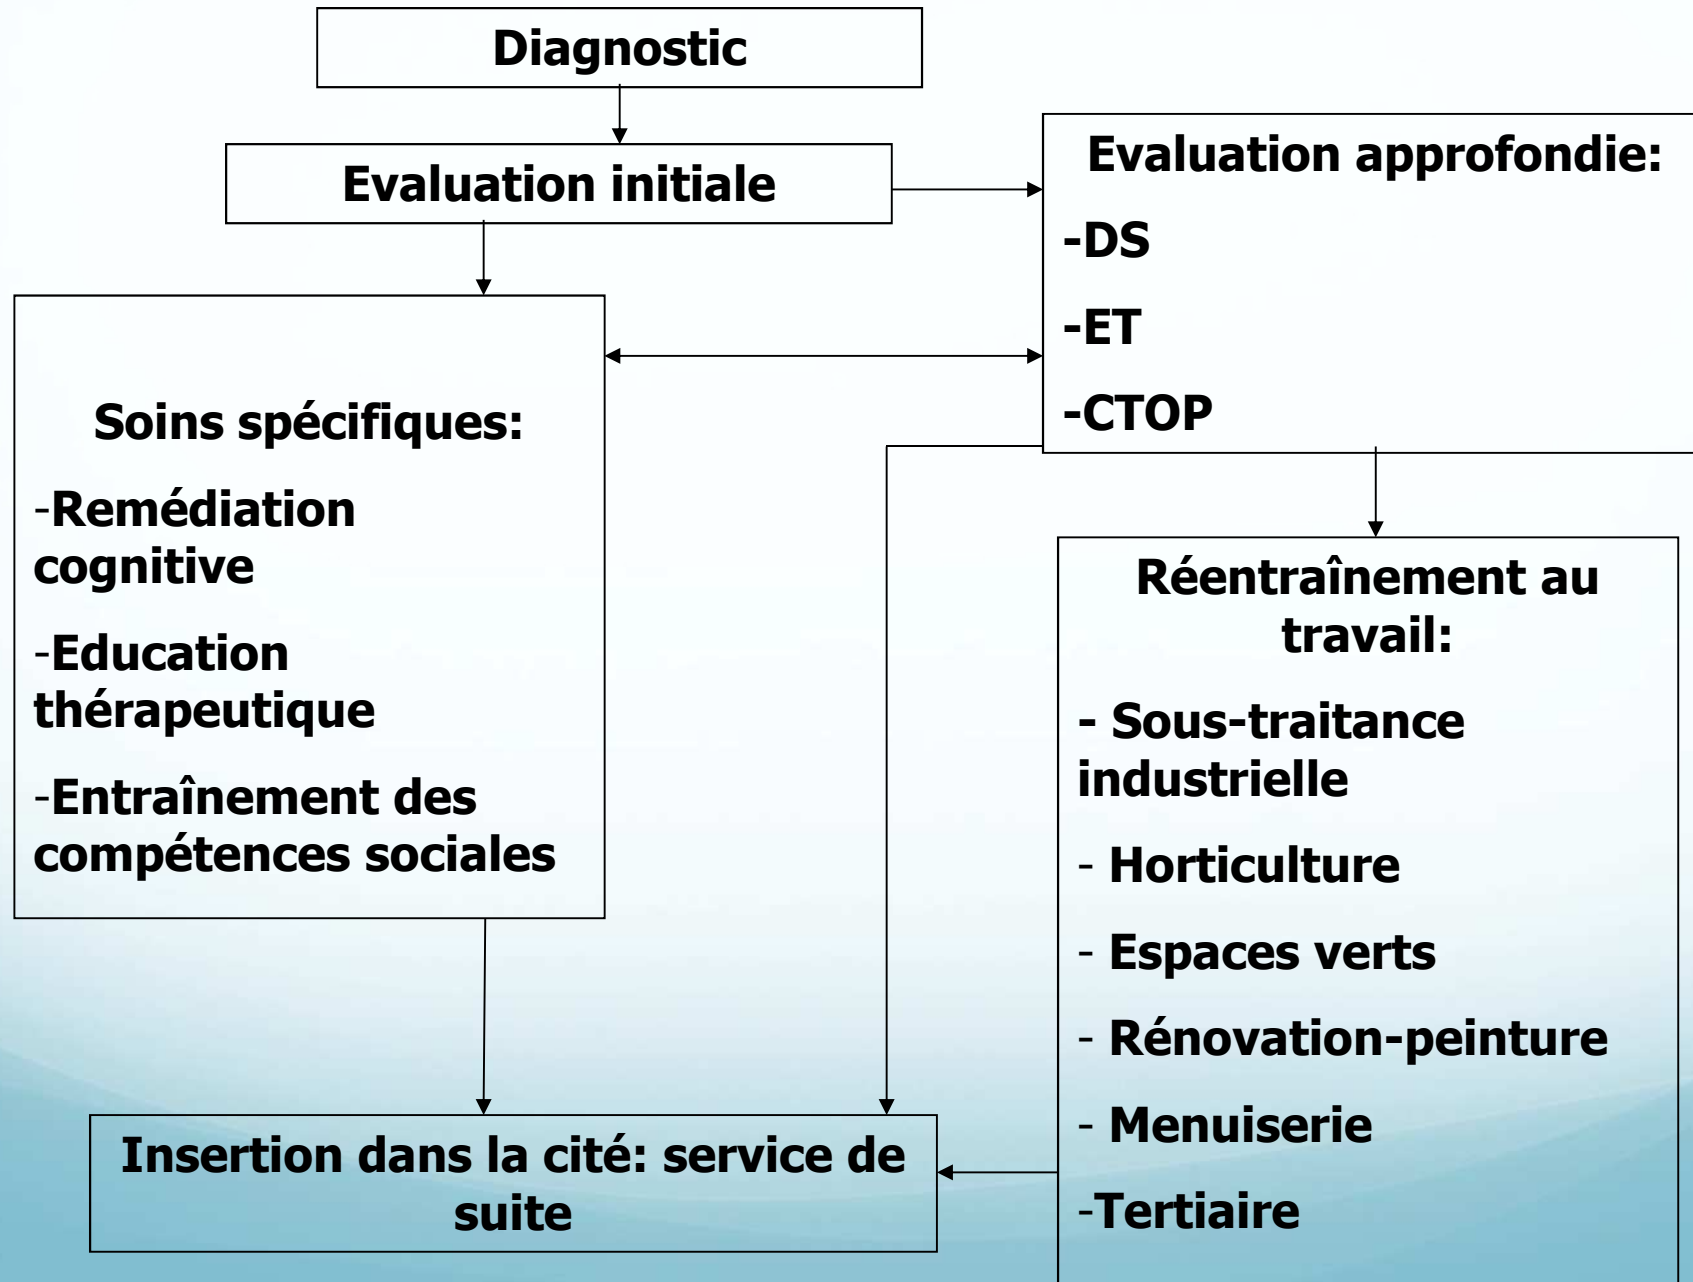 Diagnostic
Evaluation initiale
Evaluation approfondie:
-DS
-ET
-CTOP
Soins spécifiques:
-Remédiation
cognitive
-Education
thérapeutique
-Entraînement des
compétences sociales
Réentraînement au
travail:
- Sous-traitance
industrielle
- Horticulture
- Espaces verts
- Rénovation-peinture
- Menuiserie
-Tertiaire
Insertion dans la cité: service de
suite